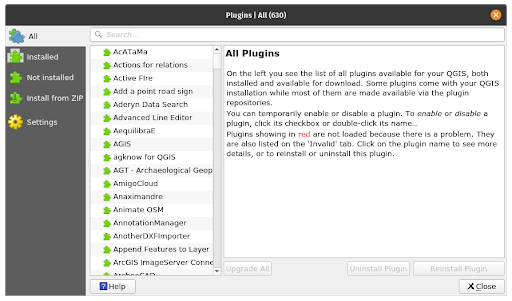 Plugins | All (630)
All
Installed
Not installed
Install from ZIP
Settings
Search...
AcATaMa
Actions for relations
Active Fire
Add a point road sign
Aderyn Data Search
Advanced Line Editor
AequilibraE
AGIS
agknow for QGIS
AGT - Archaeological Geop
AmigoCloud
Anaximandre
Animate OSM
AnnotationManager
AnotherDXFImporter
Append Features to Layer
ArcGIS ImageServer Conne
ArcheoCAD
All Plugins
On the left you see the list of all plugins available for your QGIS, both
installed and available for download. Some plugins come with your QGIS
installation while most of them are made available via the plugin
repositories.
You can temporarily enable or disable a plugin. To enable or disable a
plugin, click its checkbox or double-click its name...
Plugins showing in red are not loaded because there is a problem. They
are also listed on the 'Invalid' tab. Click on the plugin name to see more
details, or to reinstall or uninstall this plugin.
Upgrade All
Uninstall Plugin
Reinstall Plugin
Help
Close